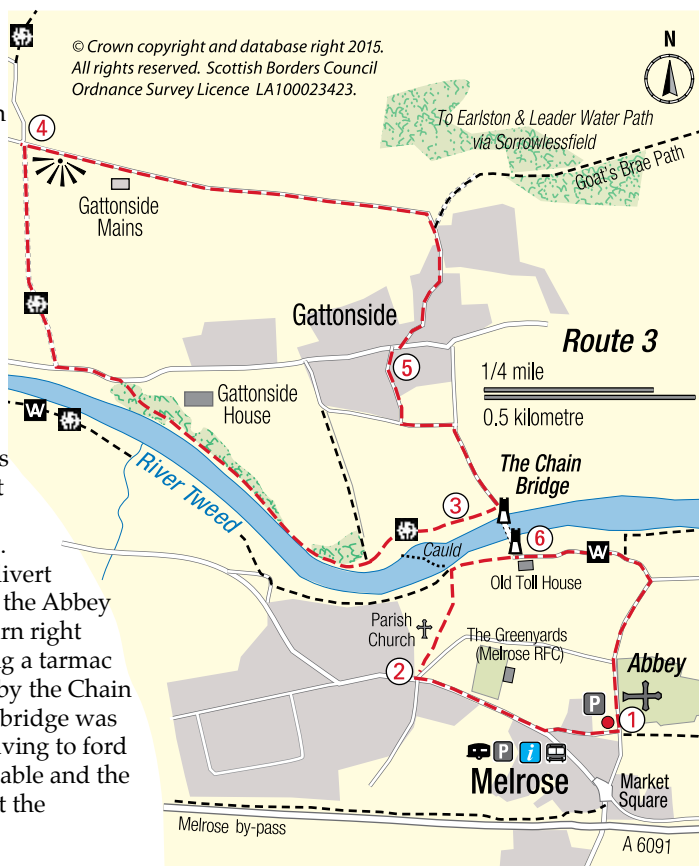 © Crown copyright and database right 2015.
All rights reserved. Scottish Borders Council
Ordnance Survey Licence LA100023423.
N
To Earlston & Leader Water Path
via Sorrowlessfield
Goat's Brae Path
4
Gattonside
Mains
Gattonside
5
Route 3
1/4 mile
0.5 kilometre
Gattonside
House
W
River Tweed
The Chain
Bridge
3
6
Cauld
W
Old Toll House
Parish
Church
2
The Greenyards
(Melrose RFC)
Abbey
P
1
P
i
Melrose
Market
Square
Melrose by-pass
A 6091
n
s
t
.
ivert
the Abbey
rn right
g a tarmac
by the Chain
bridge was
ving to ford
able and the
t the